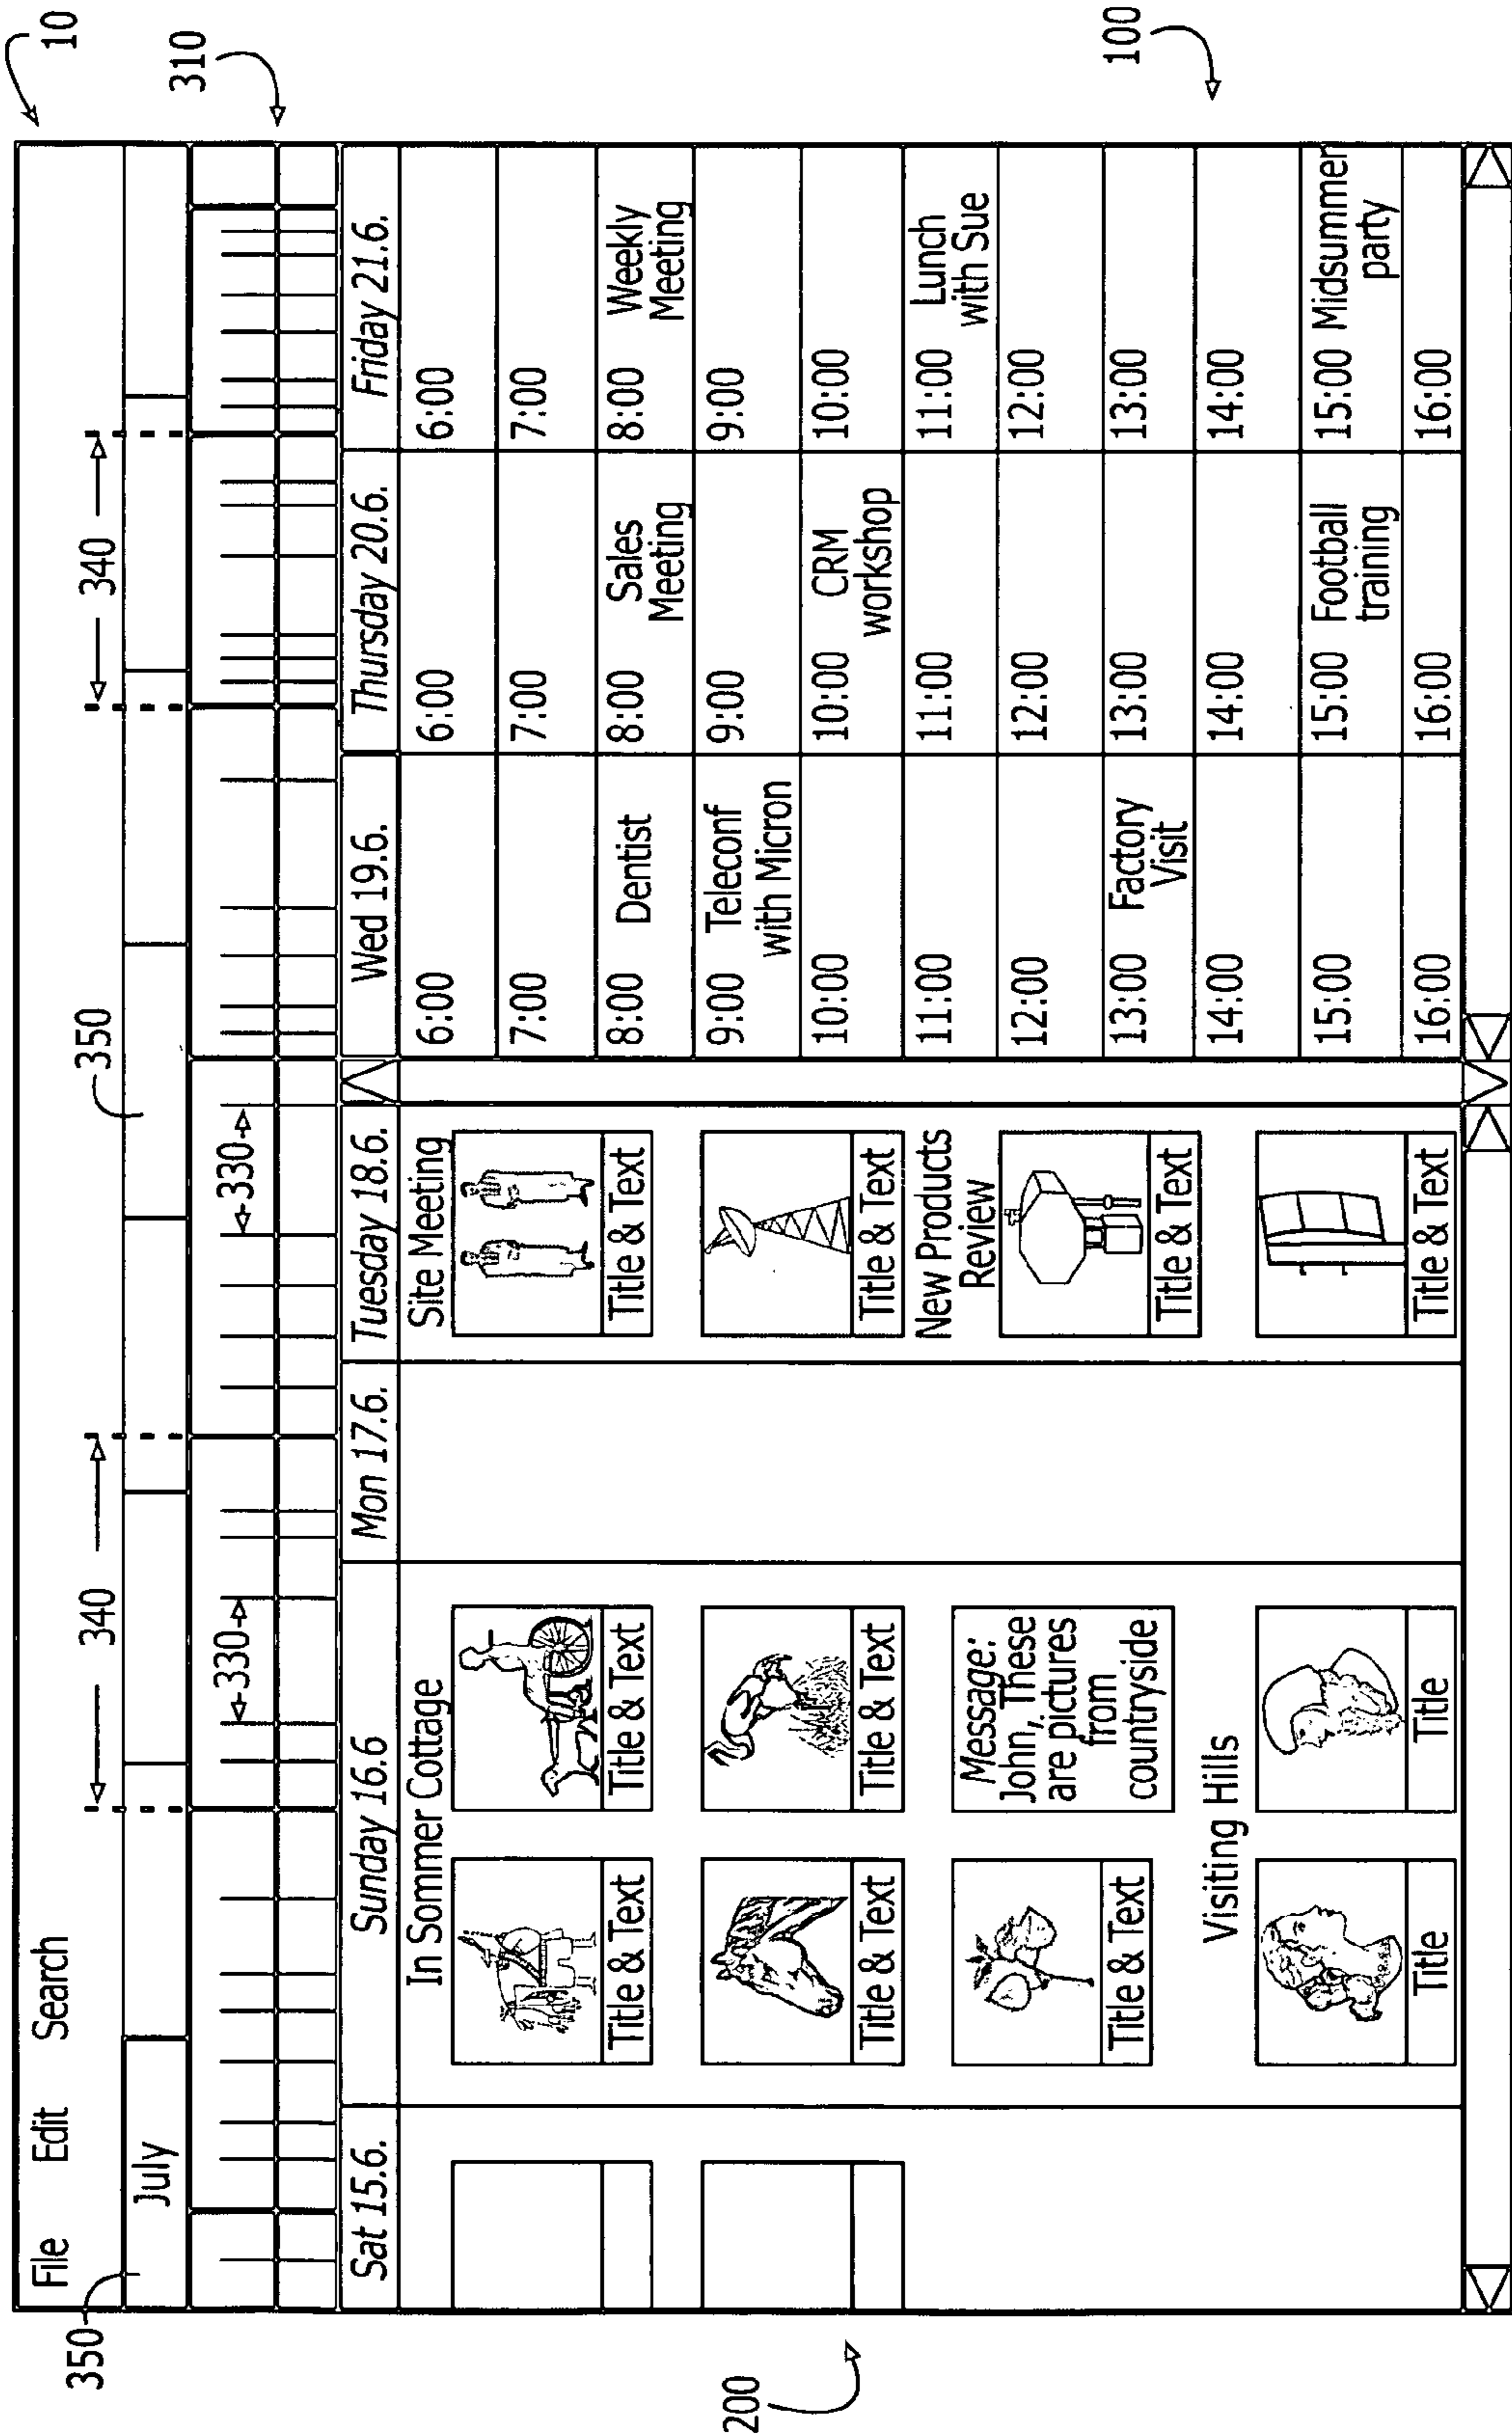 10
File Edit Search
340
340
350
350
July
310
330
330
Sat 15.6.
Sunday 16.6
Mon 17.6.
Tuesday 18.6.
Wed 19.6.
Thursday 20.6.
Friday 21.6.
In Sommer Cottage
Title & Text
Title & Text
Title & Text
Title & Text
Title & Text
Message:
John, These
are pictures
from
countryside
Visiting Hills
Title
Title
Site Meeting
Title & Text
Title & Text
New Products
Review
Title & Text
Title & Text
6:00
7:00
8:00 Dentist
9:00 Teleconf
with Micron
10:00
11:00
12:00
13:00 Factory
Visit
14:00
15:00
16:00
6:00
7:00
8:00 Sales
Meeting
9:00
10:00 CRM
workshop
11:00
12:00
13:00
14:00
15:00 Football
training
16:00
6:00
7:00
8:00 Weekly
Meeting
9:00
10:00
11:00 Lunch
with Sue
12:00
13:00
14:00
15:00 Midsummer
party
16:00
200
100